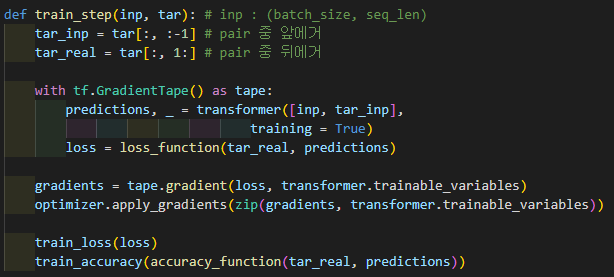 def train_step(inp, tar): # inp : (batch_size, seq_len)
    tar_inp = tar[:, :-1] # pair 중 앞에거
    tar_real = tar[:, 1:] # pair 중 뒤에거

    with tf.GradientTape() as tape:
        predictions, _ = transformer([inp, tar_inp],
                                training = True)
        loss = loss_function(tar_real, predictions)

    gradients = tape.gradient(loss, transformer.trainable_variables)
    optimizer.apply_gradients(zip(gradients, transformer.trainable_variables))

    train_loss(loss)
    train_accuracy(accuracy_function(tar_real, predictions))